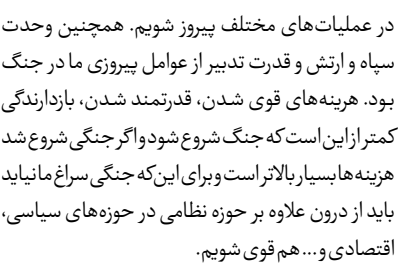 در عملیات‌های مختلف پیروز شویم. همچنین وحدت
سپاه و ارتش و قدرت تدبیر از عوامل پیروزی ما در جنگ
بود. هزینه‌های قوی شدن، قدرتمند شدن، بازدارندگی
کمتر از این است که جنگ شروع شود و اگر جنگی شروع شد
هزینه‌ها بسیار بالاتر است و برای این‌که جنگی سراغ ما نیاید
باید از درون علاوه بر حوزه نظامی در حوزه‌های سیاسی،
اقتصادی و... هم قوی شویم.